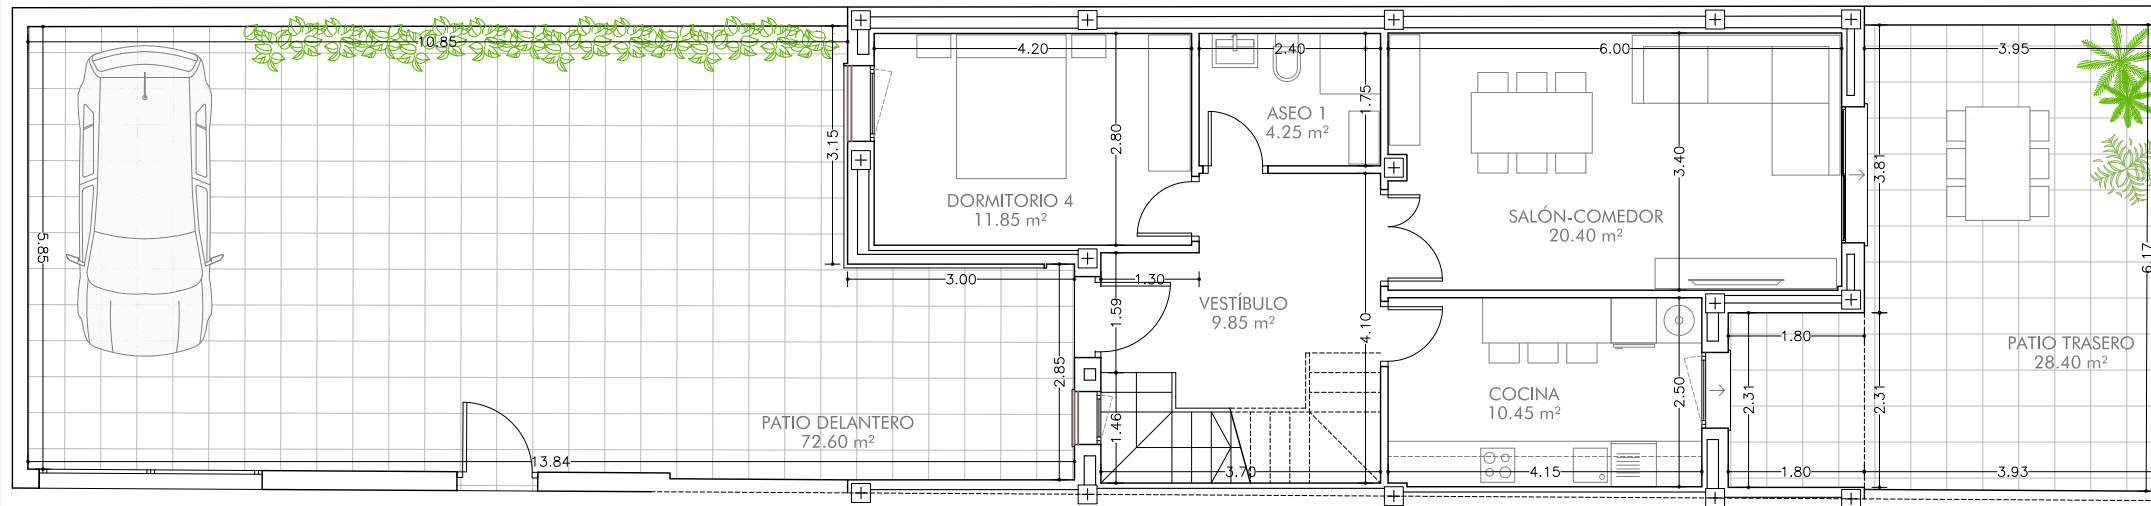 10.85
4.20
2.40
6.00
3.95
1.75
3.15
2.80
ASEO 1
4.25 m²
3.40
3.81
DORMITORIO 4
11.85 m²
SALÓN-COMEDOR
20.40 m²
5.85
6.17
3.00
1.30
VESTÍBULO
9.85 m²
1.59
4.10
1.80
PATIO TRASERO
28.40 m²
2.85
COCINA
10.45 m²
2.50
2.31
2.31
PATIO DELANTERO
72.60 m²
1.46
13.84
3.70
4.15
1.80
3.93